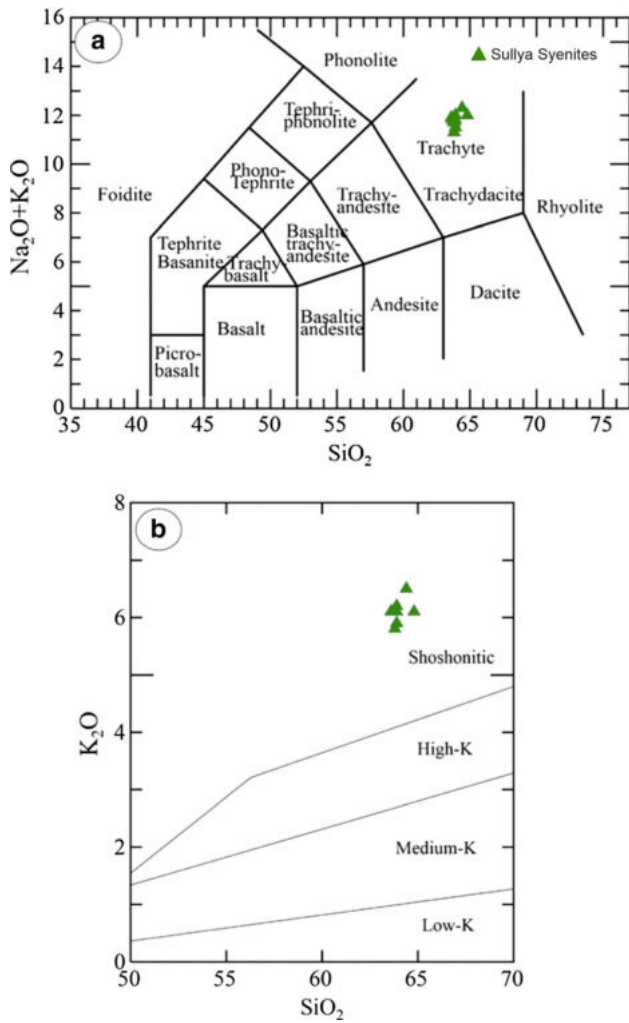 16
14
12
10
8
6
4
2
0
Na₂O+K₂O
a
Sullya Syenites
Phonolite
Tephri-
phonolite
Trachyte
Phono-
Tephrite
Foidite
Trachy-
andesite
Trachydacite
Rhyolite
Basaltic
trachy-
andesite
Tephrite
Basanite
Trachy-
basalt
Dacite
Andesite
Basaltic
andesite
Basalt
Picro-
basalt
35 40 45 50 55 60 65 70 75
SiO₂
8
6
4
2
0
K₂O
b
Shoshonitic
High-K
Medium-K
Low-K
50 55 60 65 70
SiO₂